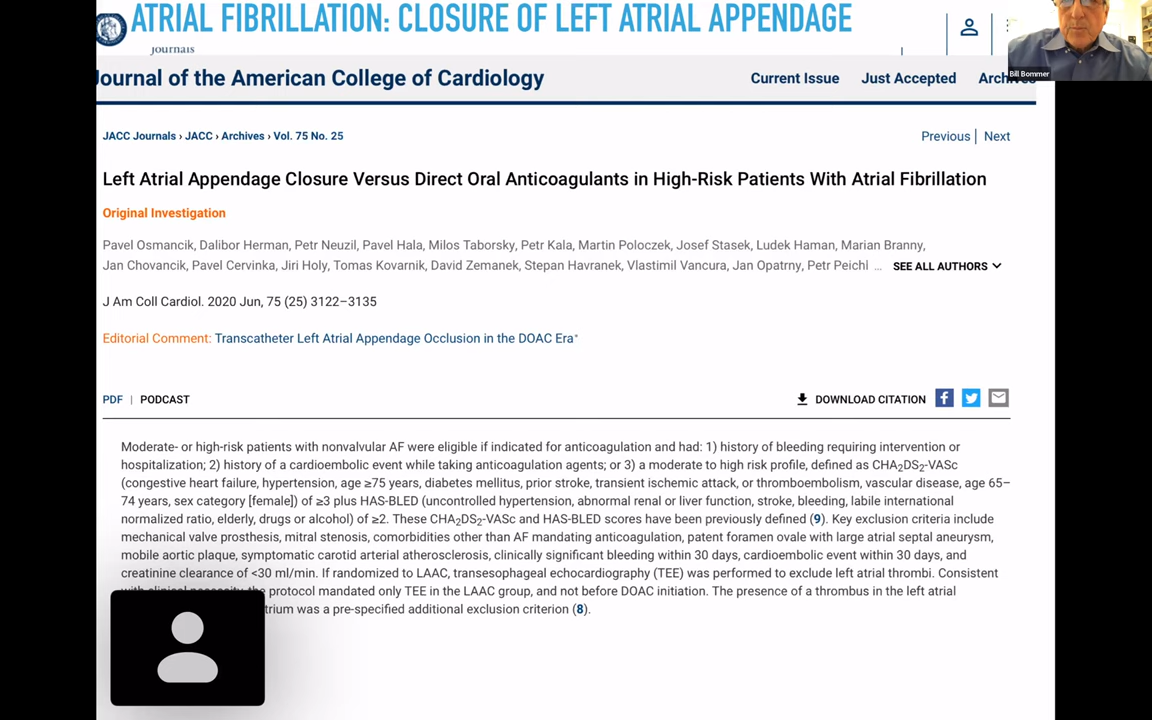 ATRIAL FIBRILLATION: CLOSURE OF LEFT ATRIAL APPENDAGE
Journals
Journal of the American College of Cardiology
Current Issue Just Accepted Archives
Bill Bommer
JACC Journals › JACC › Archives › Vol. 75 No. 25
Previous | Next
Left Atrial Appendage Closure Versus Direct Oral Anticoagulants in High-Risk Patients With Atrial Fibrillation
Original Investigation
Pavel Osmancik, Dalibor Herman, Petr Neuzil, Pavel Hala, Milos Taborsky, Petr Kala, Martin Poloczek, Josef Stasek, Ludek Haman, Marian Branny,
Jan Chovancik, Pavel Cervinka, Jiri Holy, Tomas Kovarnik, David Zemanek, Stepan Havranek, Vlastimil Vancura, Jan Opatrny, Petr Peichl ... SEE ALL AUTHORS
J Am Coll Cardiol. 2020 Jun, 75 (25) 3122–3135
Editorial Comment: Transcatheter Left Atrial Appendage Occlusion in the DOAC Era*
PDF | PODCAST
DOWNLOAD CITATION
Moderate- or high-risk patients with nonvalvular AF were eligible if indicated for anticoagulation and had: 1) history of bleeding requiring intervention or
hospitalization; 2) history of a cardioembolic event while taking anticoagulation agents; or 3) a moderate to high risk profile, defined as CHA2DS2-VASc
(congestive heart failure, hypertension, age ≥75 years, diabetes mellitus, prior stroke, transient ischemic attack, or thromboembolism, vascular disease, age 65–
74 years, sex category [female]) of ≥3 plus HAS-BLED (uncontrolled hypertension, abnormal renal or liver function, stroke, bleeding, labile international
normalized ratio, elderly, drugs or alcohol) of ≥2. These CHA2DS2-VASc and HAS-BLED scores have been previously defined (9). Key exclusion criteria include
mechanical valve prosthesis, mitral stenosis, comorbidities other than AF mandating anticoagulation, patent foramen ovale with large atrial septal aneurysm,
mobile aortic plaque, symptomatic carotid arterial atherosclerosis, clinically significant bleeding within 30 days, cardioembolic event within 30 days, and
creatinine clearance of <30 ml/min. If randomized to LAAC, transesophageal echocardiography (TEE) was performed to exclude left atrial thrombi. Consistent
with clinical necessity, the protocol mandated only TEE in the LAAC group, and not before DOAC initiation. The presence of a thrombus in the left atrial
trium was a pre-specified additional exclusion criterion (8).